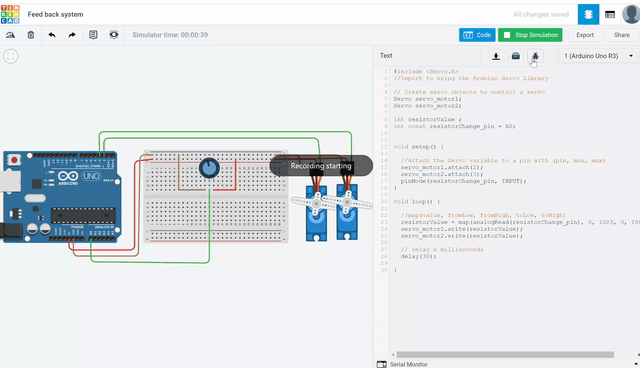 TIN
KER
CAD
Feed back system
All changes saved
Simulator time: 00:00:39
Code
Stop Simulation
Export
Share
Text
1 (Arduino Uno R3)
Recording starting
ARDUINO
UNO
1 #include <Servo.h>
2 //Import to using the Arduino Servo Library
3
4 // Create servo objects to control a servo
5 Servo servo_motor1;
6 Servo servo_motor2;
7
8 int resistorValue ;
9 int const resistorChange_pin = A0;
10
11
12 void setup() {
13
14 //Attach the Servo variable to a pin with (pin, min, max)
15 servo_motor1.attach(2);
16 servo_motor2.attach(3);
17 pinMode(resistorChange_pin, INPUT);
18 }
19
20 void loop() {
21
22 //map(value, fromLow, fromHigh, toLow, toHigh)
23 resistorValue = map(analogRead(resistorChange_pin), 0, 1023, 0, 180
24 servo_motor1.write(resistorValue);
25 servo_motor2.write(resistorValue);
26
27 // Delay n milliseconds
28 delay(30);
29
30 }
Serial Monitor